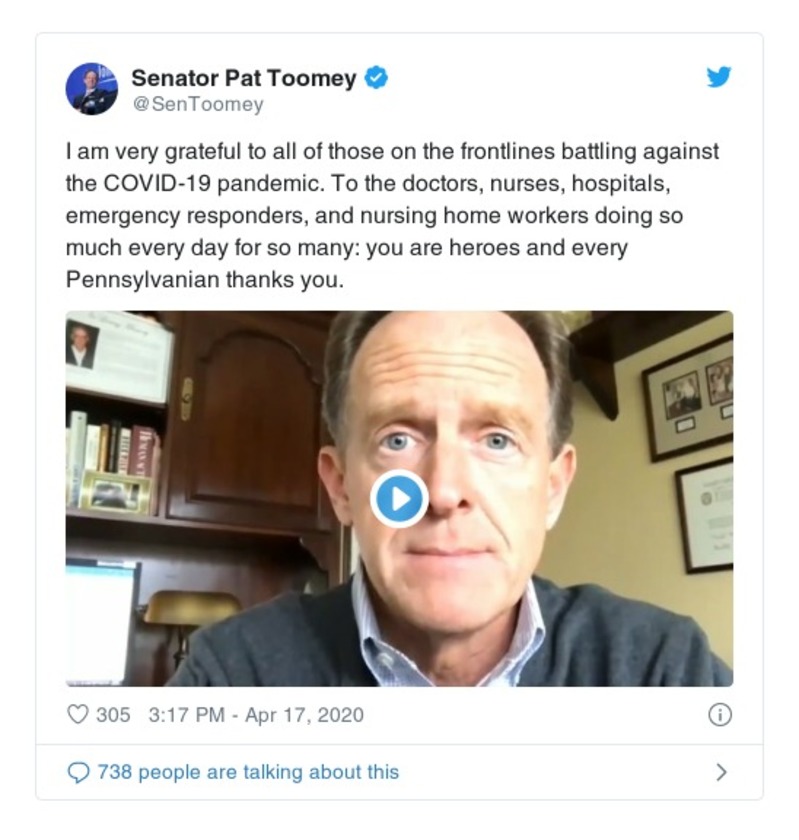 Senator Pat Toomey
@SenToomey
I am very grateful to all of those on the frontlines battling against
the COVID-19 pandemic. To the doctors, nurses, hospitals,
emergency responders, and nursing home workers doing so
much every day for so many: you are heroes and every
Pennsylvanian thanks you.
305 3:17 PM - Apr 17, 2020
738 people are talking about this